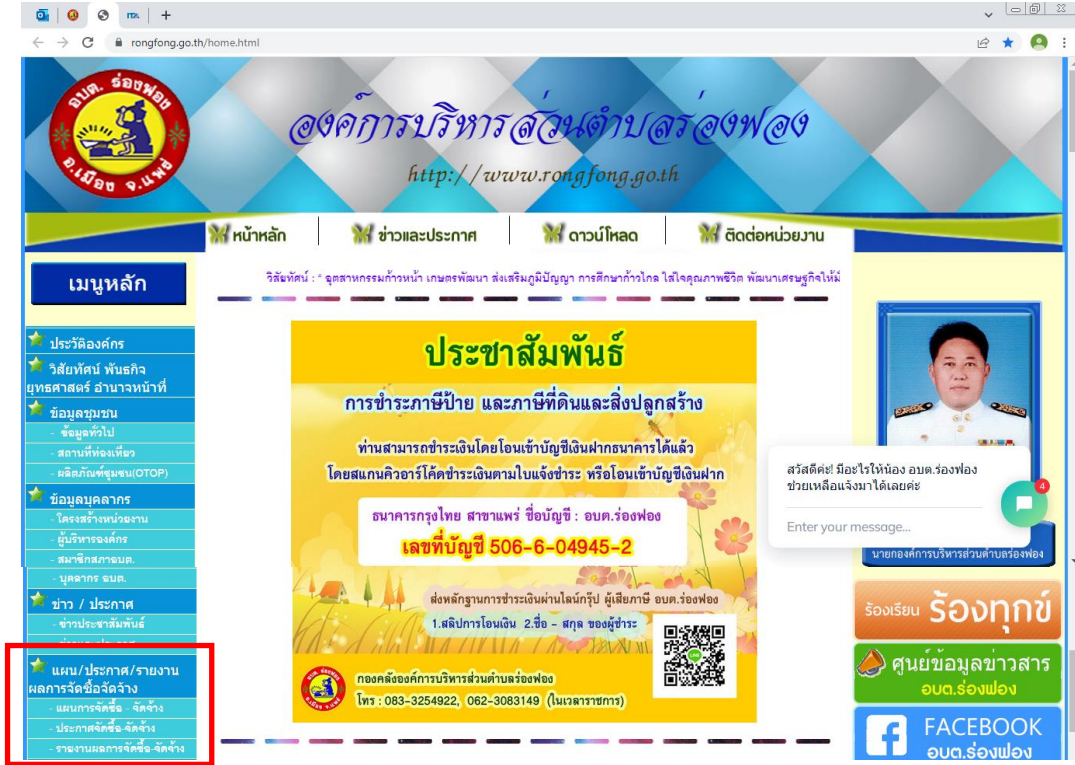 ITA
rongfong.go.th/home.html
อบต. ร่องฟอง
อ.เมือง จ.แพร่
องค์การบริหารส่วนตำบลร่องฟอง
http://www.rongfong.go.th
หน้าหลัก
ข่าวและประกาศ
ดาวน์โหลด
ติดต่อหน่วยงาน
เมนูหลัก
วิสัยทัศน์ : " อุตสาหกรรมก้าวหน้า เกษตรพัฒนา ส่งเสริมภูมิปัญญา การศึกษาก้าวไกล ใส่ใจคุณภาพชีวิต พัฒนาเศรษฐกิจให้มั
ประวัติองค์กร
วิสัยทัศน์ พันธกิจ
ยุทธศาสตร์ อำนาจหน้าที่
ข้อมูลชุมชน
- ข้อมูลทั่วไป
- สถานที่ท่องเที่ยว
- ผลิตภัณฑ์ชุมชน(OTOP)
ข้อมูลบุคลากร
- โครงสร้างหน่วยงาน
- ผู้บริหารองค์กร
- สมาชิกสภาอบต.
- บุคลากร อบต.
ข่าว / ประกาศ
- ข่าวประชาสัมพันธ์
แผน/ประกาศ/รายงาน
ผลการจัดซื้อจัดจ้าง
- แผนการจัดซื้อ - จัดจ้าง
- ประกาศจัดซื้อ-จัดจ้าง
- รายงานผลการจัดซื้อ-จัดจ้าง
ประชาสัมพันธ์
การชำระภาษีป้าย และภาษีที่ดินและสิ่งปลูกสร้าง
ท่านสามารถชำระเงินโดยโอนเข้าบัญชีเงินฝากธนาคารได้แล้ว
โดยสแกนคิวอาร์โค้ดชำระเงินตามใบแจ้งชำระ หรือโอนเข้าบัญชีเงินฝาก
ธนาคารกรุงไทย สาขาแพร่ ชื่อบัญชี : อบต.ร่องฟอง
เลขที่บัญชี 506-6-04945-2
ส่งหลักฐานการชำระเงินผ่านไลน์กรุ๊ป ผู้เสียภาษี อบต.ร่องฟอง
1.สลิปการโอนเงิน 2.ชื่อ - สกุล ของผู้ชำระ
LINE
กองคลังองค์การบริหารส่วนตำบลร่องฟอง
โทร : 083-3254922, 062-3083149 (ในเวลาราชการ)
สวัสดีค่ะ! มีอะไรให้น้อง อบต.ร่องฟอง
ช่วยเหลือแจ้งมาได้เลยค่ะ
4
Enter your message...
นายกองค์การบริหารส่วนตำบลร่องฟอง
ร้องเรียน ร้องทุกข์
ศูนย์ข้อมูลข่าวสาร
อบต.ร่องฟอง
FACEBOOK
อบต.ร่องฟอง